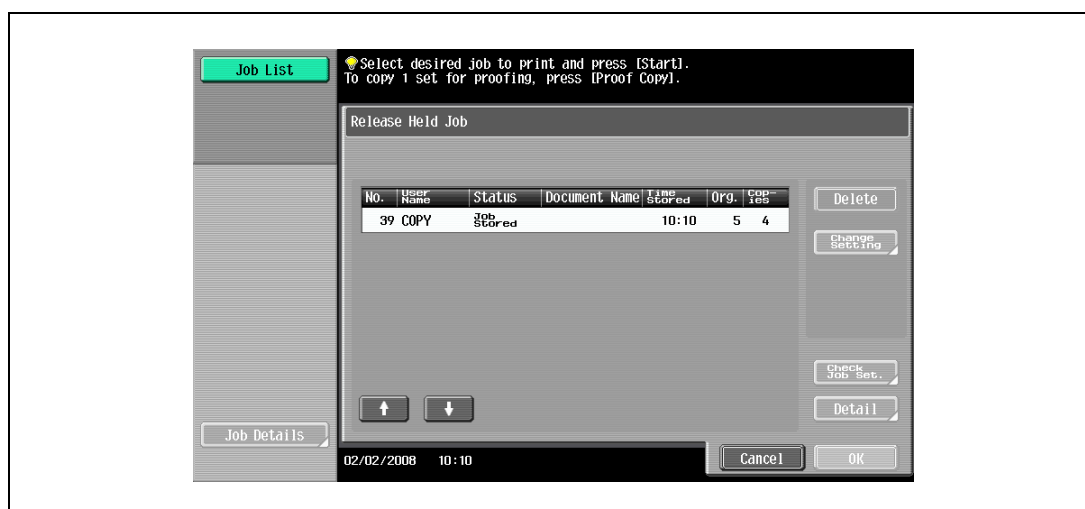 Job List
Select desired job to print and press [Start].
To copy 1 set for proofing, press [Proof Copy].
Release Held Job
No. User Name Status Document Name Time Stored Org. Cop-ies
39 COPY Job Stored 10:10 5 4
Delete
Change Setting
Check Job Set.
Detail
Job Details
02/02/2008 10:10
Cancel OK